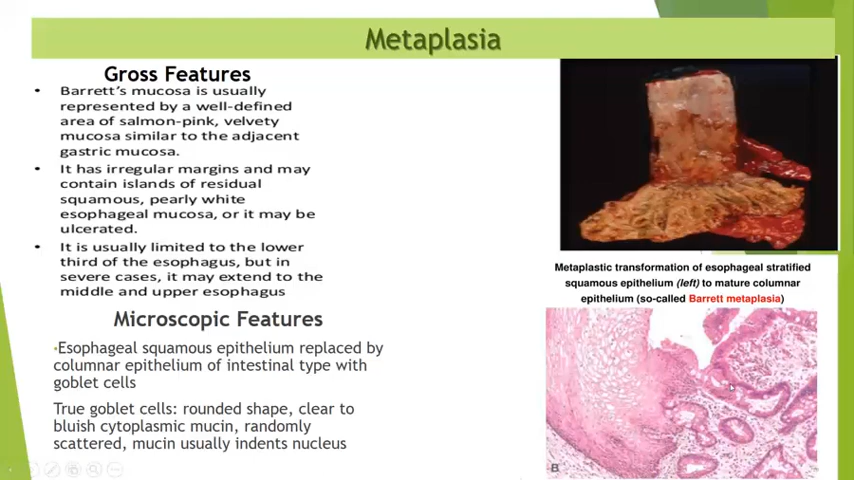 Metaplasia
Gross Features
• Barrett's mucosa is usually
represented by a well-defined
area of salmon-pink, velvety
mucosa similar to the adjacent
gastric mucosa.
• It has irregular margins and may
contain islands of residual
squamous, pearly white
esophageal mucosa, or it may be
ulcerated.
• It is usually limited to the lower
third of the esophagus, but in
severe cases, it may extend to the
middle and upper esophagus
Microscopic Features
•Esophageal squamous epithelium replaced by
columnar epithelium of intestinal type with
goblet cells
True goblet cells: rounded shape, clear to
bluish cytoplasmic mucin, randomly
scattered, mucin usually indents nucleus
Metaplastic transformation of esophageal stratified
squamous epithelium (left) to mature columnar
epithelium (so-called Barrett metaplasia)
B